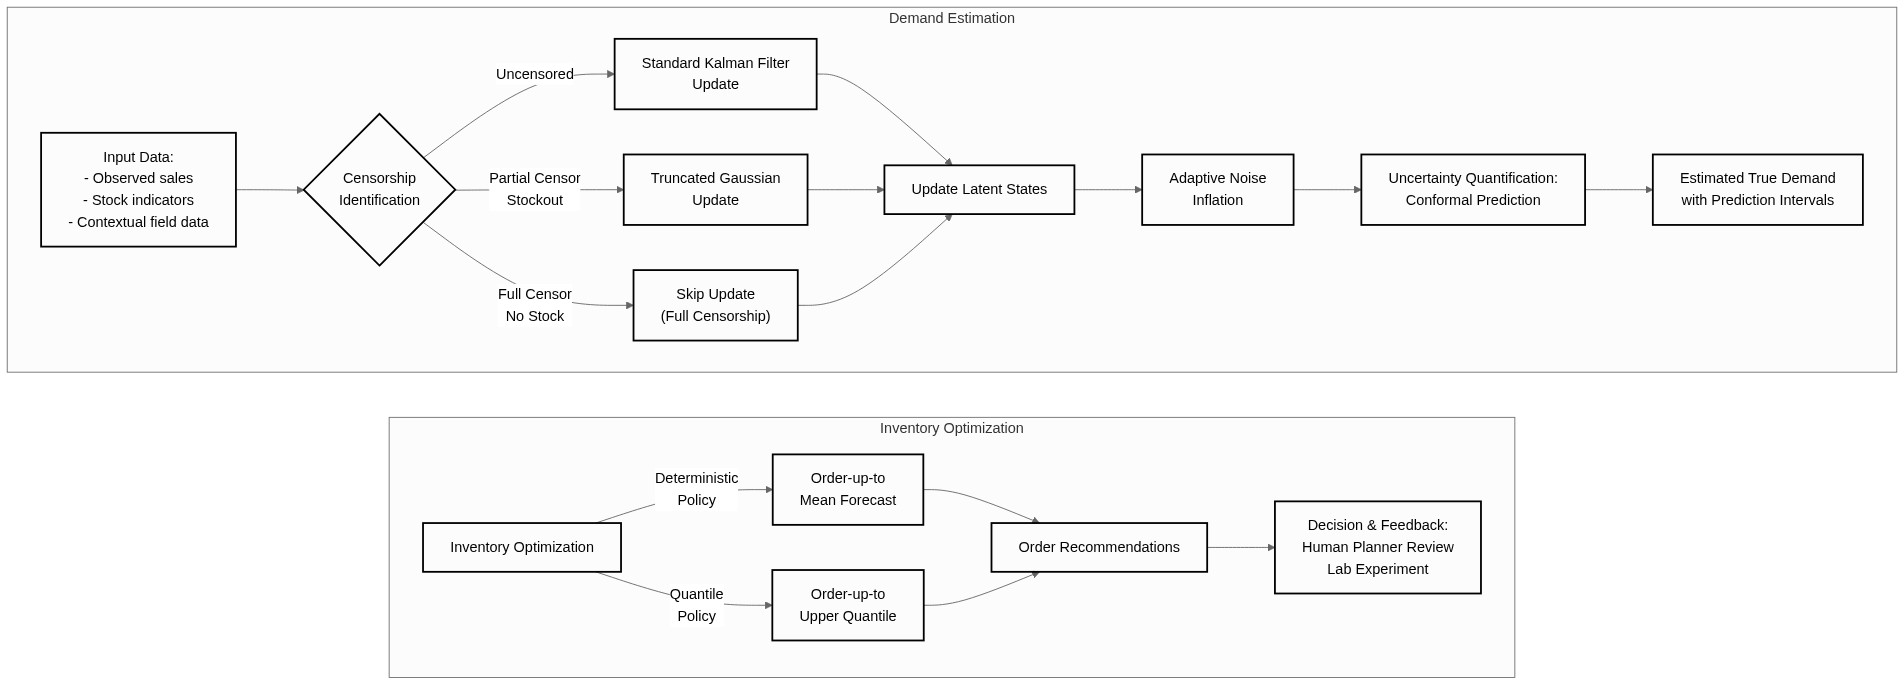 Demand Estimation
Input Data:
- Observed sales
- Stock indicators
- Contextual field data
Censorship
Identification
Uncensored
Partial Censor
Stockout
Full Censor
No Stock
Standard Kalman Filter
Update
Truncated Gaussian
Update
Skip Update
(Full Censorship)
Update Latent States
Adaptive Noise
Inflation
Uncertainty Quantification:
Conformal Prediction
Estimated True Demand
with Prediction Intervals
Inventory Optimization
Inventory Optimization
Deterministic
Policy
Quantile
Policy
Order-up-to
Mean Forecast
Order-up-to
Upper Quantile
Order Recommendations
Decision & Feedback:
Human Planner Review
Lab Experiment